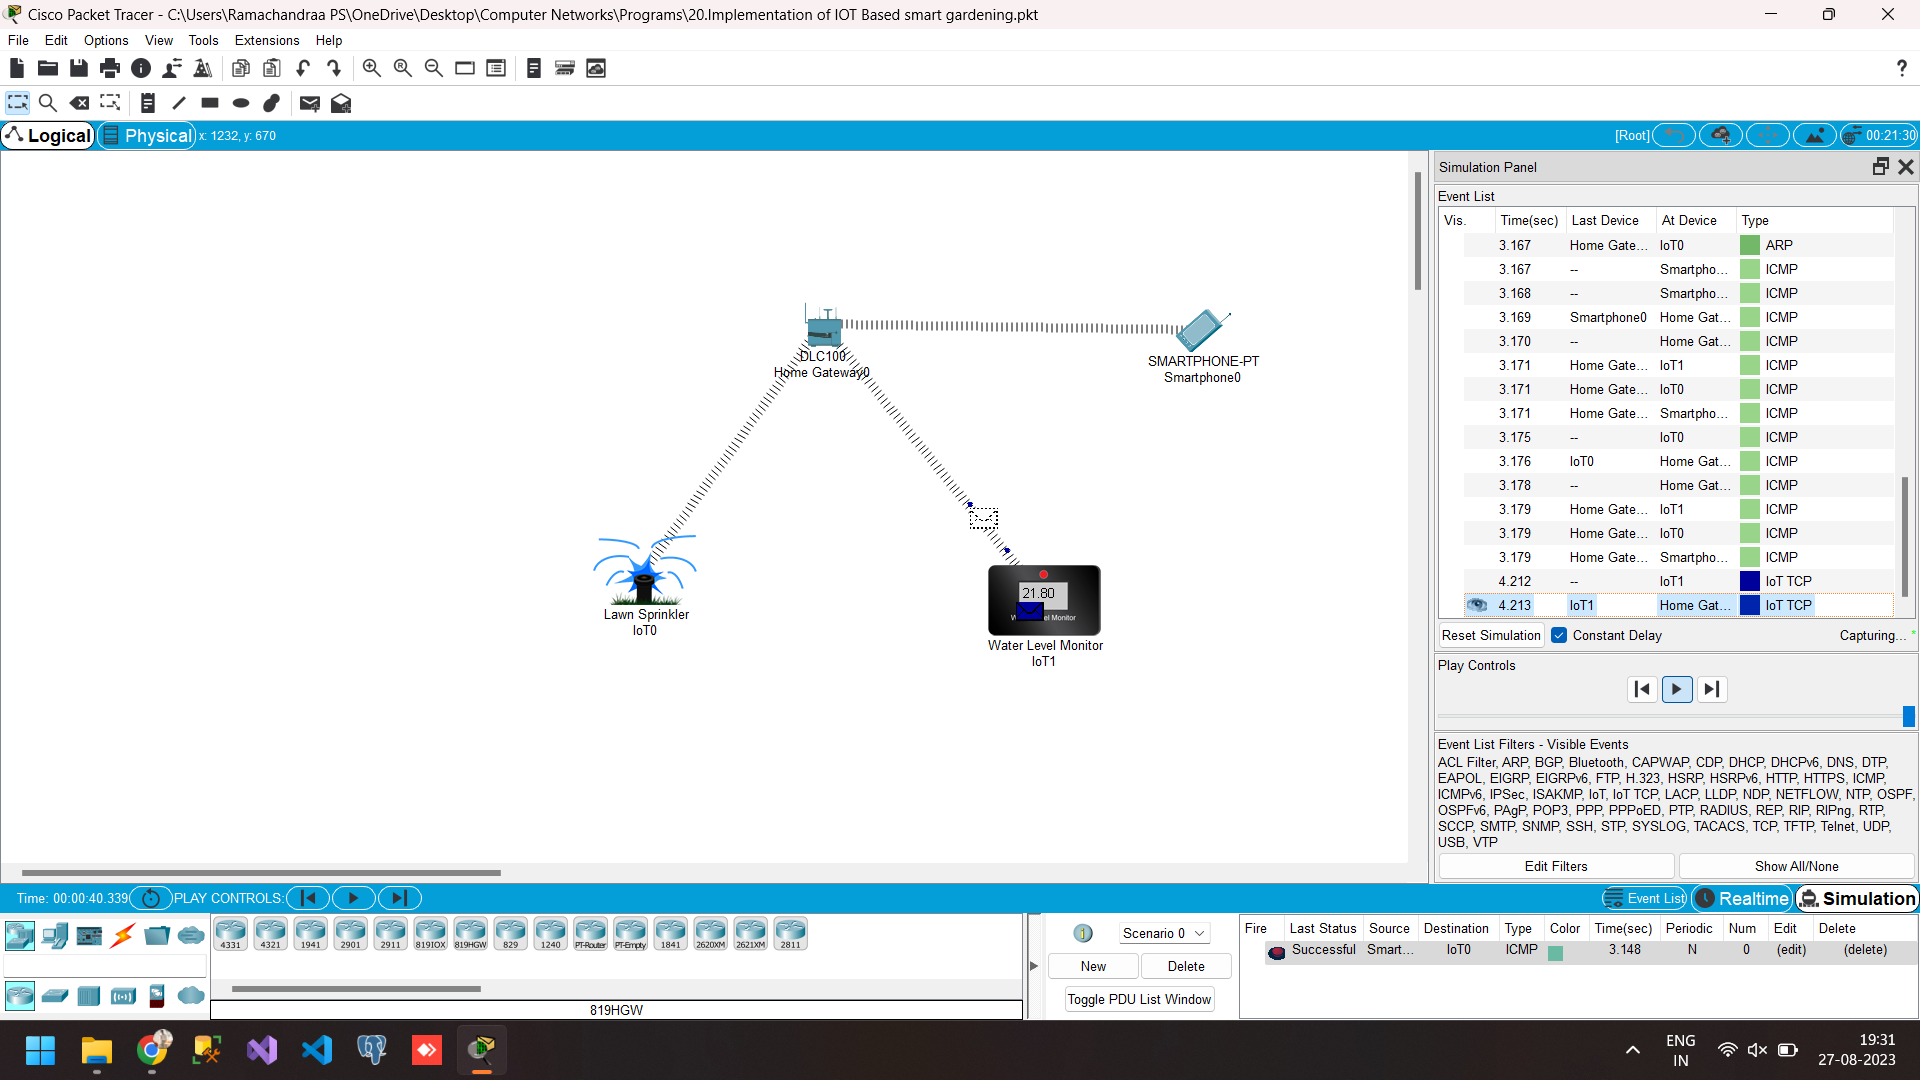 Cisco Packet Tracer - C:\Users\Ramachandraa PS\OneDrive\Desktop\Computer Networks\Programs\20.Implementation of IOT Based smart gardening.pkt
File Edit Options View Tools Extensions Help
?
Logical Physical x: 1232, y: 670
[Root] 00:21:30
DLC100
Home Gateway0
SMARTPHONE-PT
Smartphone0
Lawn Sprinkler
IoT0
21.80
Water Level Monitor
IoT1
Simulation Panel
Event List
Vis. Time(sec) Last Device At Device Type
3.167 Home Gate... IoT0 ARP
3.167 -- Smartpho... ICMP
3.168 -- Smartpho... ICMP
3.169 Smartphone0 Home Gat... ICMP
3.170 -- Home Gat... ICMP
3.171 Home Gate... IoT1 ICMP
3.171 Home Gate... IoT0 ICMP
3.171 Home Gate... Smartpho... ICMP
3.175 -- IoT0 ICMP
3.176 IoT0 Home Gat... ICMP
3.178 -- Home Gat... ICMP
3.179 Home Gate... IoT1 ICMP
3.179 Home Gate... IoT0 ICMP
3.179 Home Gate... Smartpho... ICMP
4.212 -- IoT1 IoT TCP
4.213 IoT1 Home Gat... IoT TCP
Reset Simulation Constant Delay Capturing...
Play Controls
Event List Filters - Visible Events
ACL Filter, ARP, BGP, Bluetooth, CAPWAP, CDP, DHCP, DHCPv6, DNS, DTP,
EAPOL, EIGRP, EIGRPv6, FTP, H.323, HSRP, HSRPv6, HTTP, HTTPS, ICMP,
ICMPv6, IPSec, ISAKMP, IoT, IoT TCP, LACP, LLDP, NDP, NETFLOW, NTP, OSPF,
OSPFv6, PAgP, POP3, PPP, PPPoED, PTP, RADIUS, REP, RIP, RIPng, RTP,
SCCP, SMTP, SNMP, SSH, STP, SYSLOG, TACACS, TCP, TFTP, Telnet, UDP,
USB, VTP
Edit Filters Show All/None
Time: 00:00:40.339 PLAY CONTROLS: Event List Realtime Simulation
4331 4321 1941 2901 2911 819IOX 819HGW 829 1240 PT-Router PT-Empty 1841 2620XM 2621XM 2811
819HGW
1 Scenario 0
New Delete
Toggle PDU List Window
Fire Last Status Source Destination Type Color Time(sec) Periodic Num Edit Delete
Successful Smart... IoT0 ICMP 3.148 N 0 (edit) (delete)
ENG
IN
19:31
27-08-2023